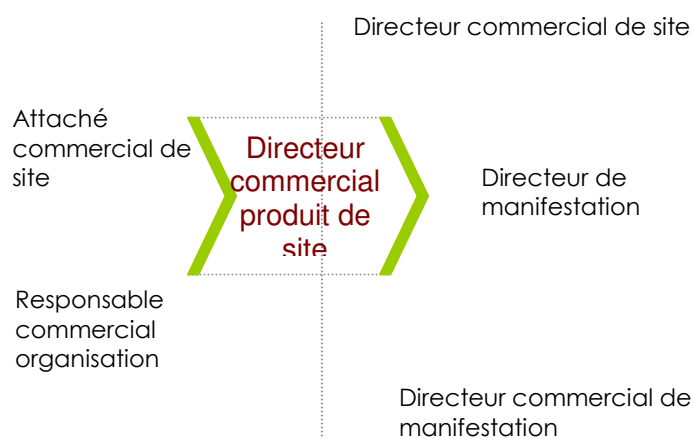 Directeur commercial de site
Attaché
commercial de
site
Directeur
commercial
produit de
site
Directeur de
manifestation
Responsable
commercial
organisation
Directeur commercial de
manifestation